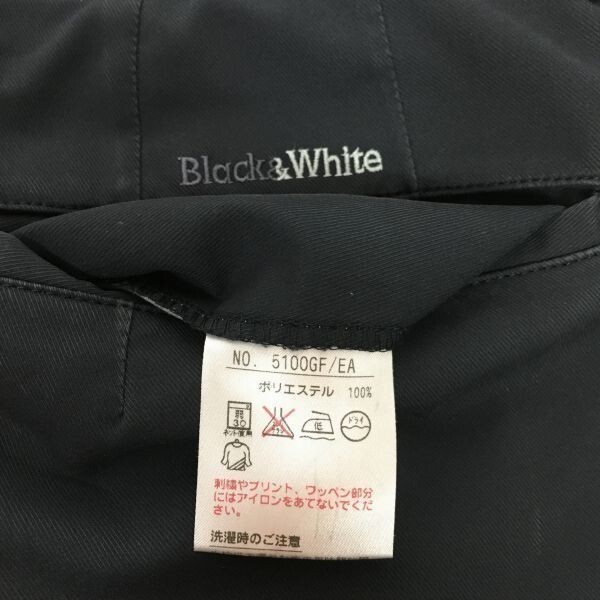 Black&White
NO. 5100GF/EA
ポリエステル 100%
弱
30
低
ドライ
ネット使用
刺繍やプリント、ワッペン部分
にはアイロンをあてないでくだ
さい。
洗濯時のご注意